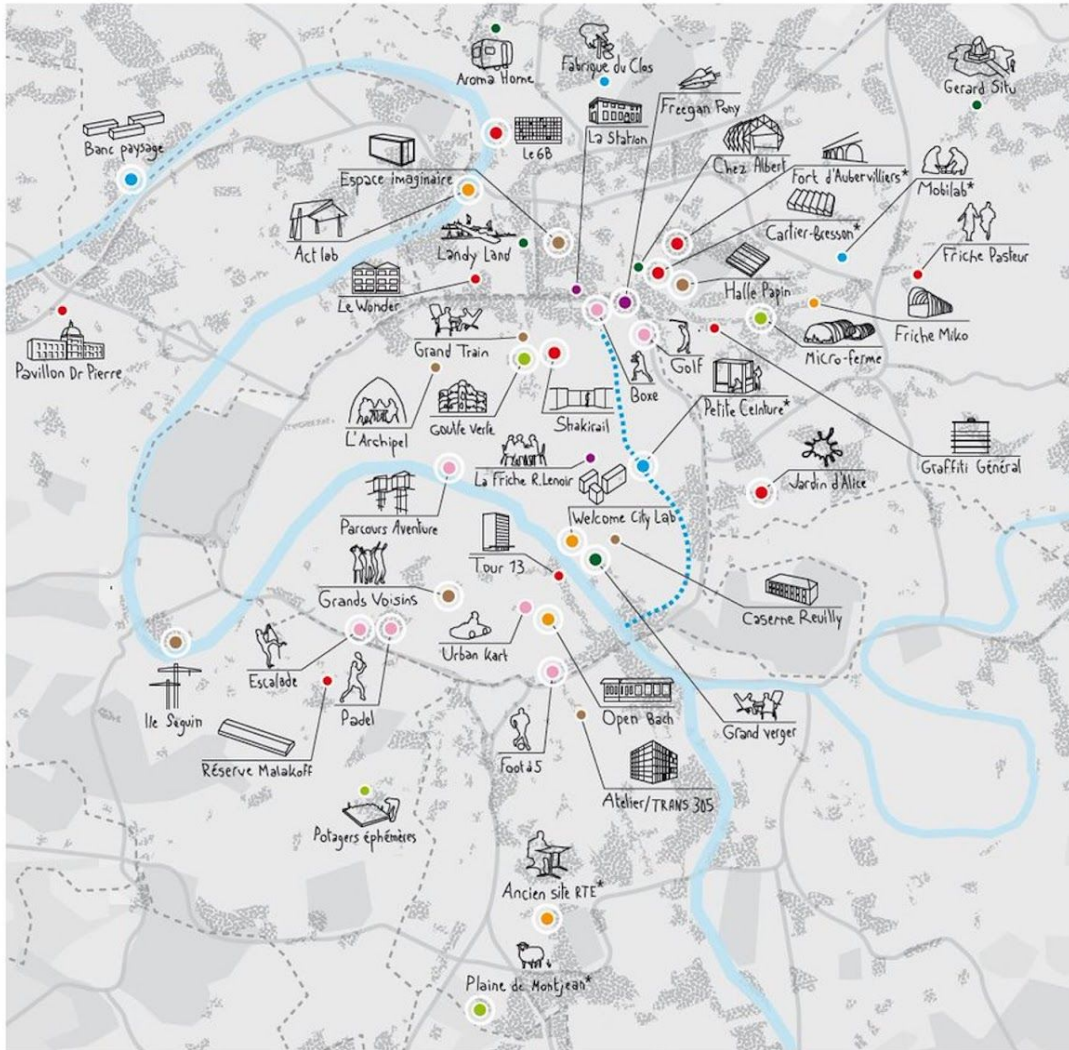 Aroma Home
Fabrique du Clos
Gerard Situ
Freegan Pony
Banc paysage
La Station
Le 6B
Chez Albert
Espace imaginaire
Fort d'Aubervilliers*
Mobilab*
Cartier-Bresson*
Act lab
Landy Land
Friche Pasteur
Le Wonder
Halle Papin
Friche Miko
Pavillon Dr Pierre
Grand Train
Golf
Micro-ferme
Boxe
Petite Ceinture*
L'Archipel
Goutte verte
Shakirail
Graffiti Général
La Friche R.Lenoir
Jardin d'Alice
Parcours Aventure
Welcome City Lab
Tour 13
Grands Voisins
Caserne Reuilly
Urban Kart
Escalade
Ile Seguin
Padel
Open Bach
Grand verger
Réserve Malakoff
Foot à 5
Atelier/TRANS 305
Potagers éphémères
Ancien site RTE*
Plaine de Montjean*